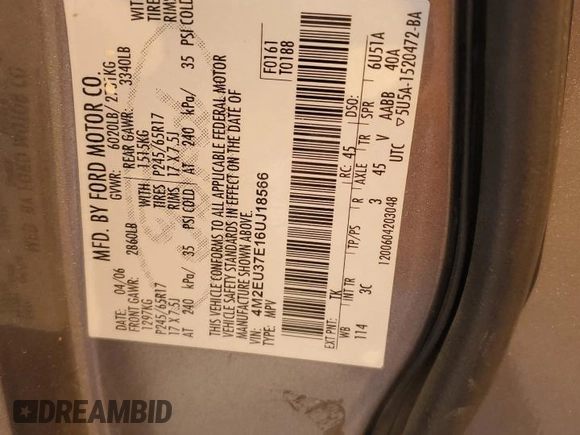 MFD. BY FORD MOTOR CO.
DATE: 04/06 GVWR: 6020LB/
FRONT GAWR: 2860LB REAR GAWR: 3340LB
1297KG WITH 1515KG WITH
P245/65R17 TIRES P245/65R17 TIRES
17 X 7.5J RIMS 17 X 7.5J RIMS
AT 240 kPa/ 35 PSI COLD AT 240 kPa/ 35 PSI COLD
THIS VEHICLE CONFORMS TO ALL APPLICABLE FEDERAL MOTOR
VEHICLE SAFETY STANDARDS IN EFFECT ON THE DATE OF
MANUFACTURE SHOWN ABOVE.
4M2EU37E16UJ18566 F0161
TYPE: MPV T0188
EXT PNT: TK RC: 45 DSO:
WB INT TR TP/PS R AXLE TR SPR 6U51A
114 3C 3 45 V AABB 40A
1200604203048 UTC ▽5U5A-1520472-BA
DREAMBID